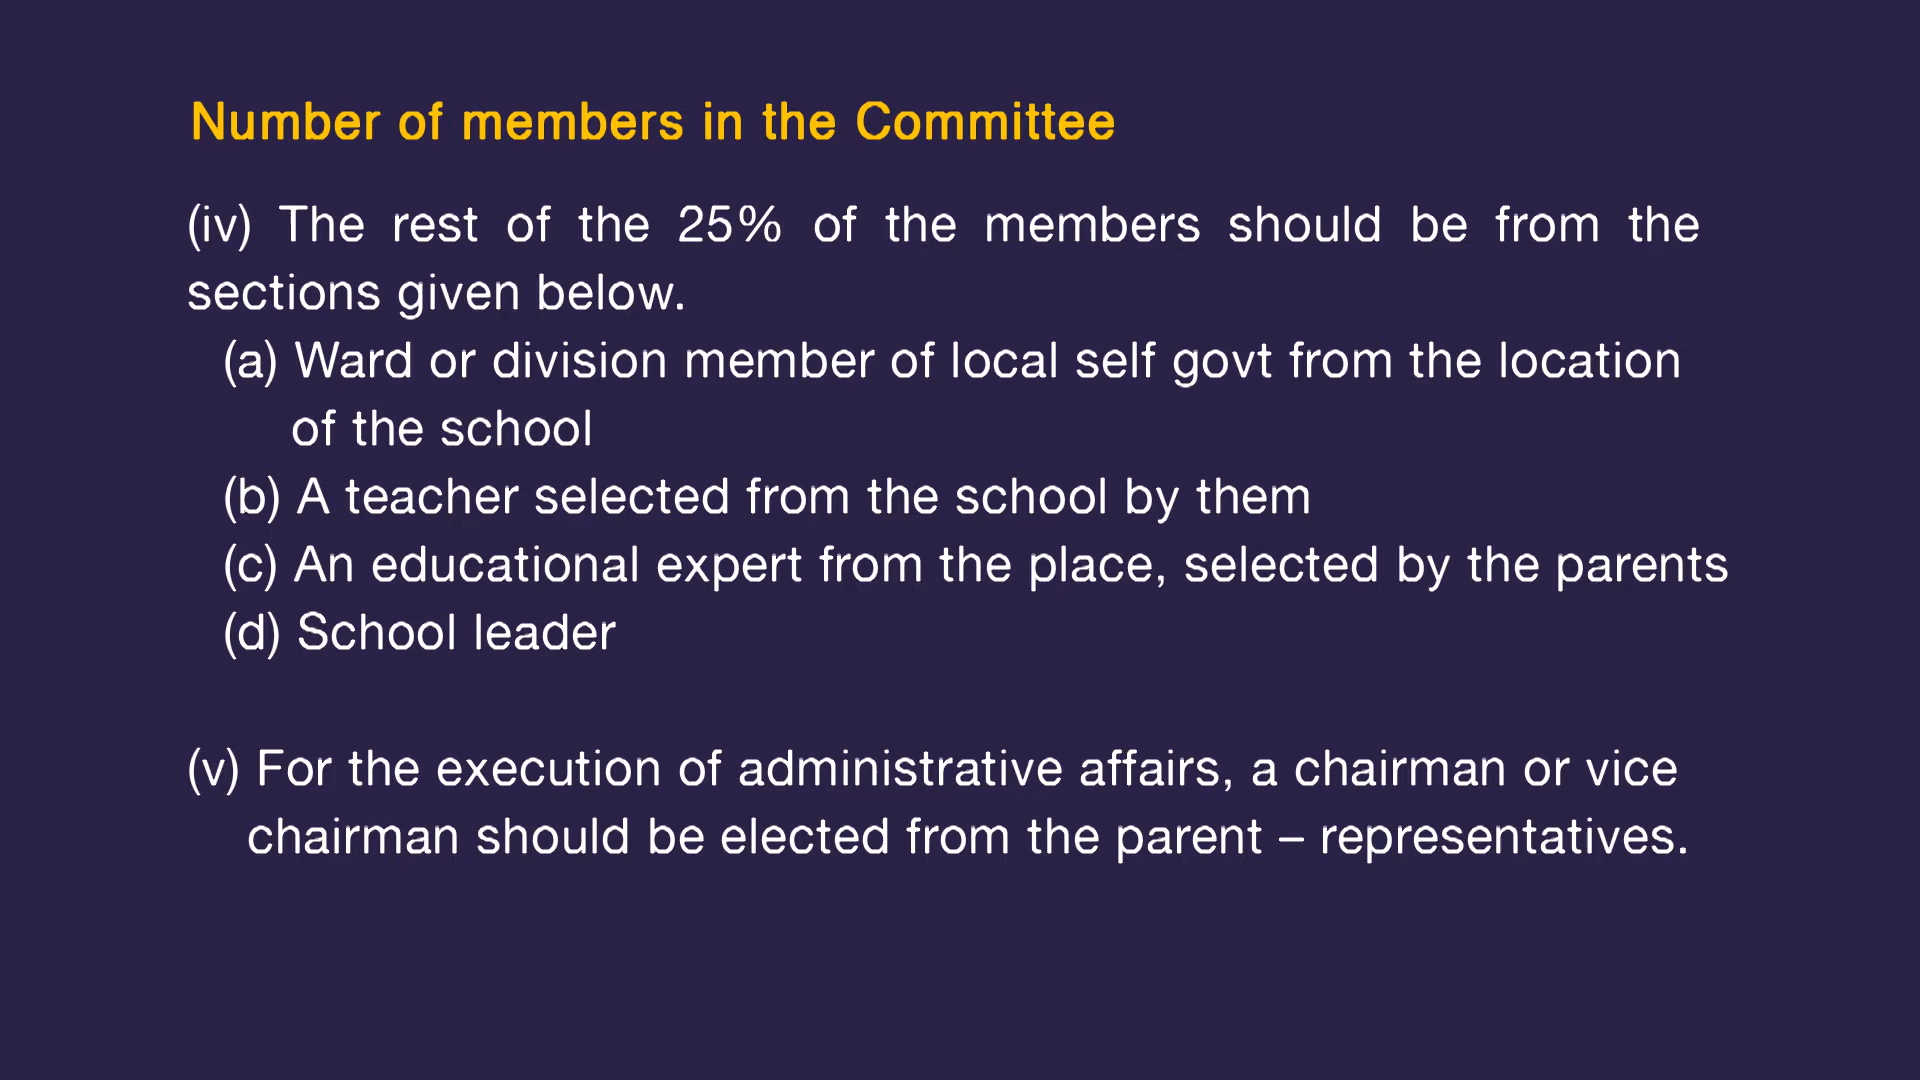 Number of members in the Committee
(iv) The rest of the 25% of the members should be from the
sections given below.
(a) Ward or division member of local self govt from the location
of the school
(b) A teacher selected from the school by them
(c) An educational expert from the place, selected by the parents
(d) School leader
(v) For the execution of administrative affairs, a chairman or vice
chairman should be elected from the parent – representatives.